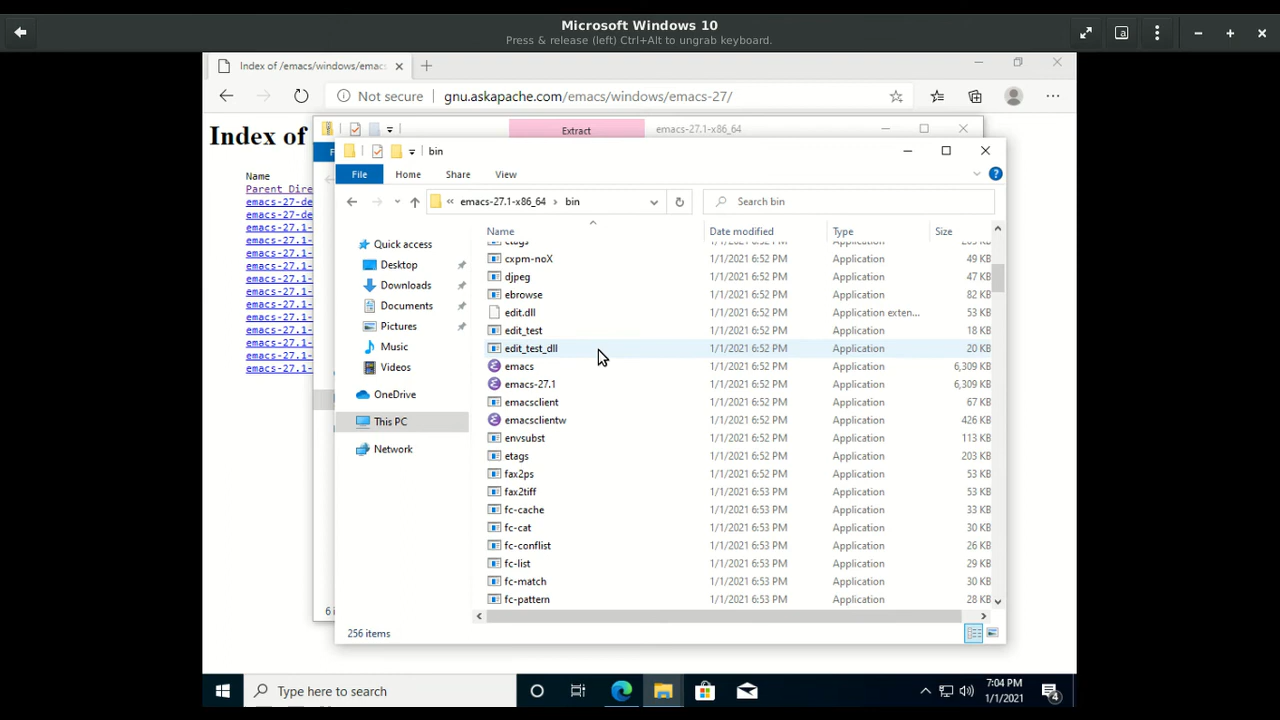 Microsoft Windows 10
Press & release (left) Ctrl+Alt to ungrab keyboard.
Index of /emacs/windows/emac
Not secure
gnu.askapache.com/emacs/windows/emacs-27/
Index of
Extract
emacs-27.1-x86_64
bin
File
Home
Share
View
emacs-27.1-x86_64 › bin
Search bin
Name
Parent Dire
emacs-27-de
emacs-27-de
emacs-27.1-
emacs-27.1-
emacs-27.1-
emacs-27.1-
emacs-27.1-
emacs-27.1-
emacs-27.1-
emacs-27.1-
emacs-27.1-
emacs-27.1-
emacs-27.1-
emacs-27.1-
Quick access
Desktop
Downloads
Documents
Pictures
Music
Videos
OneDrive
This PC
Network
Name Date modified Type Size
ctags 1/1/2021 6:52 PM Application 205 KB
cxpm-noX 1/1/2021 6:52 PM Application 49 KB
djpeg 1/1/2021 6:52 PM Application 47 KB
ebrowse 1/1/2021 6:52 PM Application 82 KB
edit.dll 1/1/2021 6:52 PM Application exten... 53 KB
edit_test 1/1/2021 6:52 PM Application 18 KB
edit_test_dll 1/1/2021 6:52 PM Application 20 KB
emacs 1/1/2021 6:52 PM Application 6,309 KB
emacs-27.1 1/1/2021 6:52 PM Application 6,309 KB
emacsclient 1/1/2021 6:52 PM Application 67 KB
emacsclientw 1/1/2021 6:52 PM Application 426 KB
envsubst 1/1/2021 6:52 PM Application 113 KB
etags 1/1/2021 6:52 PM Application 203 KB
fax2ps 1/1/2021 6:52 PM Application 53 KB
fax2tiff 1/1/2021 6:53 PM Application 53 KB
fc-cache 1/1/2021 6:53 PM Application 33 KB
fc-cat 1/1/2021 6:53 PM Application 30 KB
fc-conflist 1/1/2021 6:53 PM Application 26 KB
fc-list 1/1/2021 6:53 PM Application 29 KB
fc-match 1/1/2021 6:53 PM Application 30 KB
fc-pattern 1/1/2021 6:53 PM Application 28 KB
256 items
Type here to search
7:04 PM
1/1/2021
4